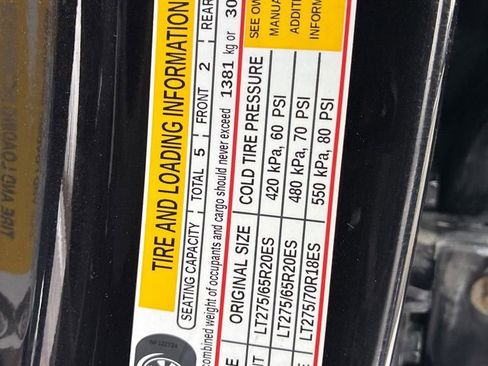 TIRE AND LOADING INFORMATION
SEATING CAPACITY TOTAL 5 FRONT 2 REAR
combined weight of occupants and cargo should never exceed 1381 kg or 30
ORIGINAL SIZE COLD TIRE PRESSURE SEE OW
LT275/65R20ES 420 kPa, 60 PSI MANUA
LT275/65R20ES 480 kPa, 70 PSI ADDITI
LT275/70R18ES 550 kPa, 80 PSI INFORM